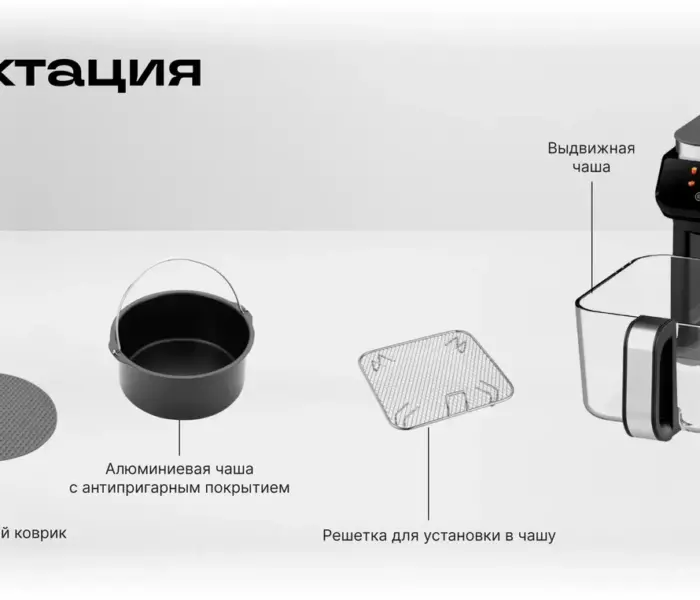 ктация
Выдвижная
чаша
Алюминиевая чаша
с антипригарным покрытием
й коврик
Решетка для установки в чашу